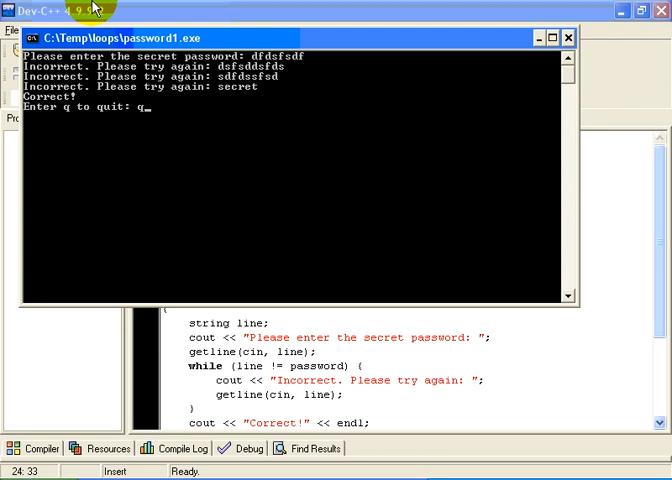 Dev-C++ 4.9.9.2
File
C:\Temp\loops\password1.exe
Please enter the secret password: dfdsfsdf
Incorrect. Please try again: dsfsddsfds
Incorrect. Please try again: sdfdssfsd
Incorrect. Please try again: secret
Correct!
Enter q to quit: q_
{
string line;
cout << "Please enter the secret password: ";
getline(cin, line);
while (line != password) {
cout << "Incorrect. Please try again: ";
getline(cin, line);
}
cout << "Correct!" << endl;
Compiler Resources Compile Log Debug Find Results
24: 33 Insert Ready.